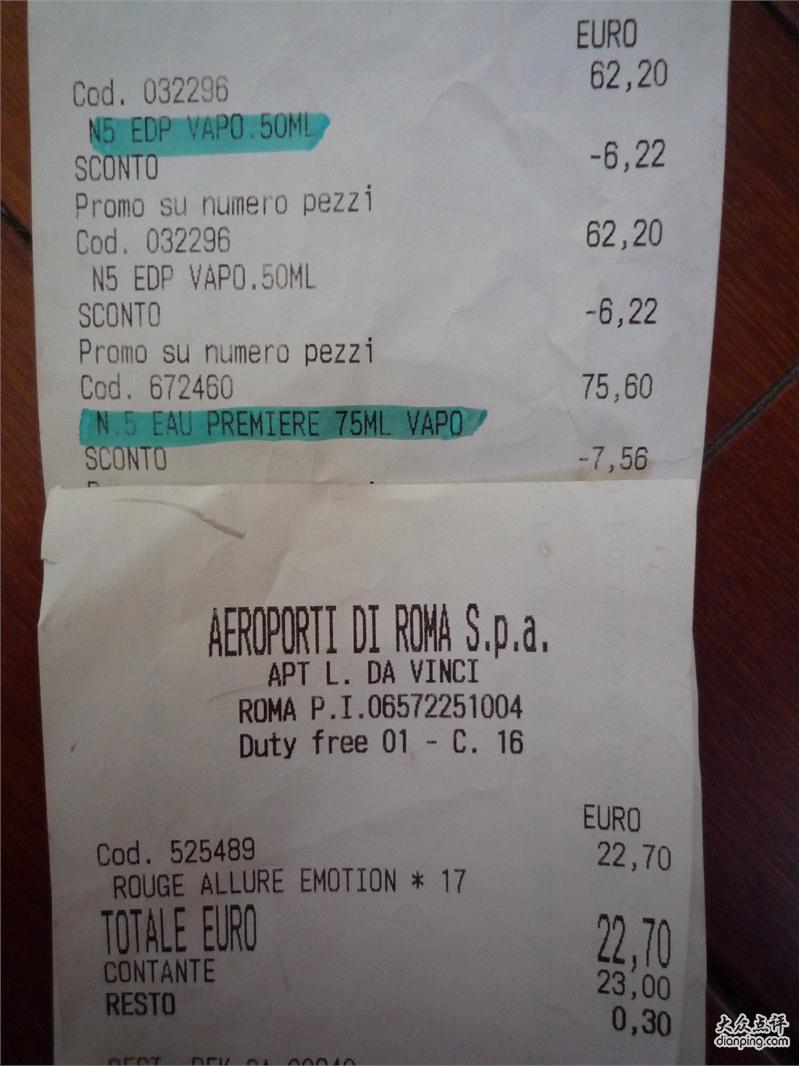 EURO
Cod. 032296 62,20
N5 EDP VAPO.50ML
SCONTO -6,22
Promo su numero pezzi
Cod. 032296 62,20
N5 EDP VAPO.50ML
SCONTO -6,22
Promo su numero pezzi
Cod. 672460 75,60
N.5 EAU PREMIERE 75ML VAPO
SCONTO -7,56
AEROPORTI DI ROMA S.p.a.
APT L. DA VINCI
ROMA P.I.06572251004
Duty free 01 - C. 16
EURO
Cod. 525489 22,70
ROUGE ALLURE EMOTION * 17
TOTALE EURO 22,70
CONTANTE 23,00
RESTO 0,30
大众点评
dianping.com